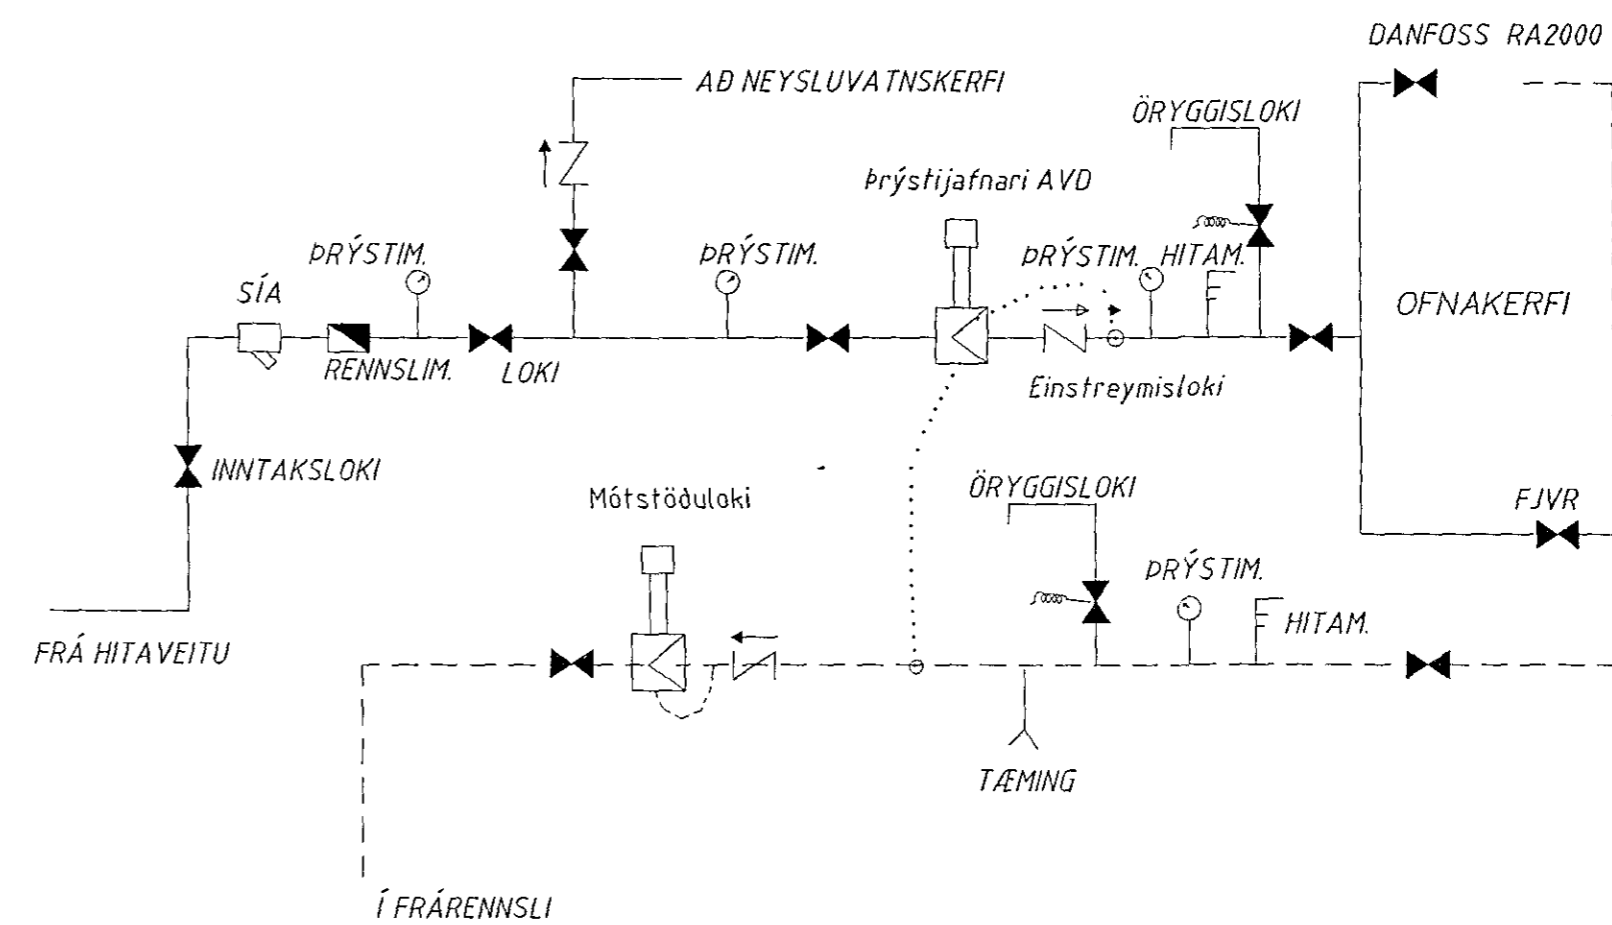 DANFOSS RA2000
AÐ NEYSLUVATNSKERFI
ÖRYGGISLOKI
Þrýstijafnari AVD
ÞRÝSTIM.
ÞRÝSTIM.
ÞRÝSTIM.
HITAM.
SÍA
OFNAKERFI
RENNSLIM.
LOKI
Einstreymisloki
INNTAKSLOKI
Mótstöðuloki
ÖRYGGISLOKI
FJVR
ÞRÝSTIM.
HITAM.
FRÁ HITAVEITU
TÆMING
Í FRÁRENNSLI